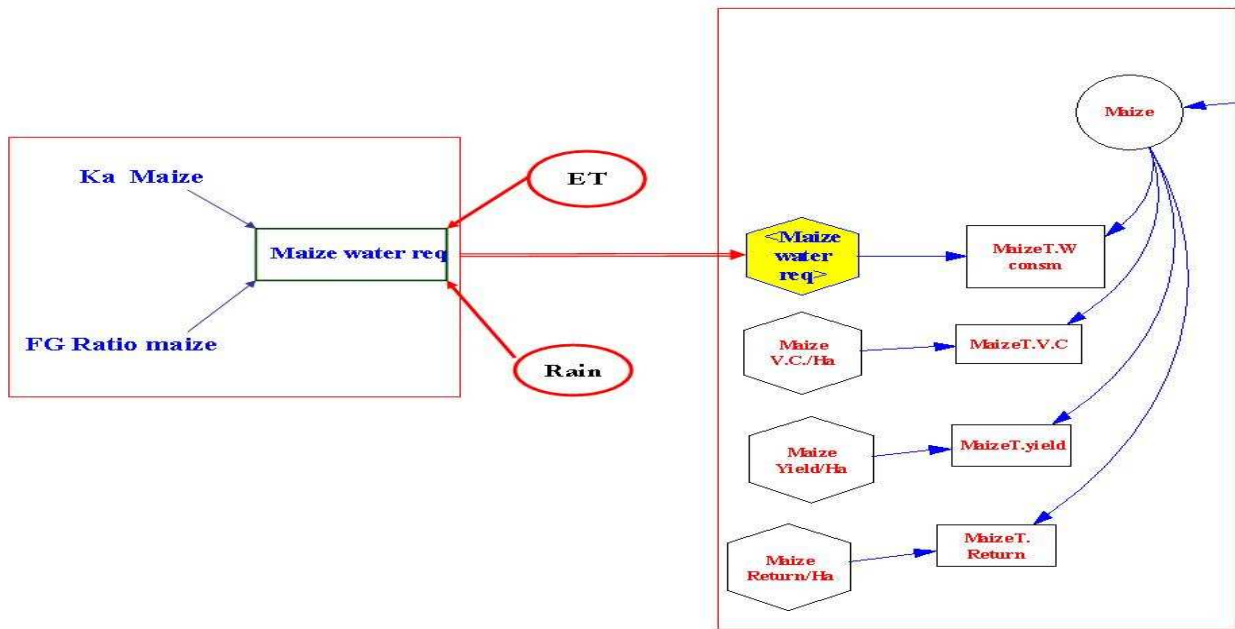 Ka Maize
Maize water req
FG Ratio maize
ET
Rain
Maize
<Maize
water
req>
MaizeT.W
consm
Maize
V.C./Ha
MaizeT.V.C
Maize
Yield/Ha
MaizeT.yield
Maize
Return/Ha
MaizeT.
Return